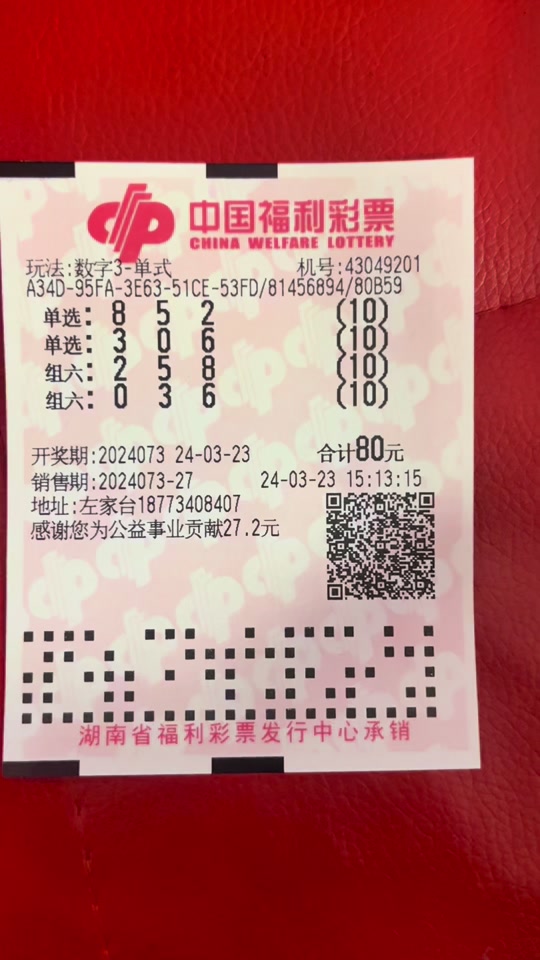 中国福利彩票
CHINA WELFARE LOTTERY
玩法:数字3-单式 机号:43049201
A34D-95FA-3E63-51CE-53FD/81456894/80B59
单选: 8 5 2 (10)
单选: 3 0 6 (10)
组六: 2 5 8 (10)
组六: 0 3 6 (10)
开奖期:2024073 24-03-23 合计80元
销售期:2024073-27 24-03-23 15:13:15
地址:左家台18773408407
感谢您为公益事业贡献27.2元
湖南省福利彩票发行中心承销